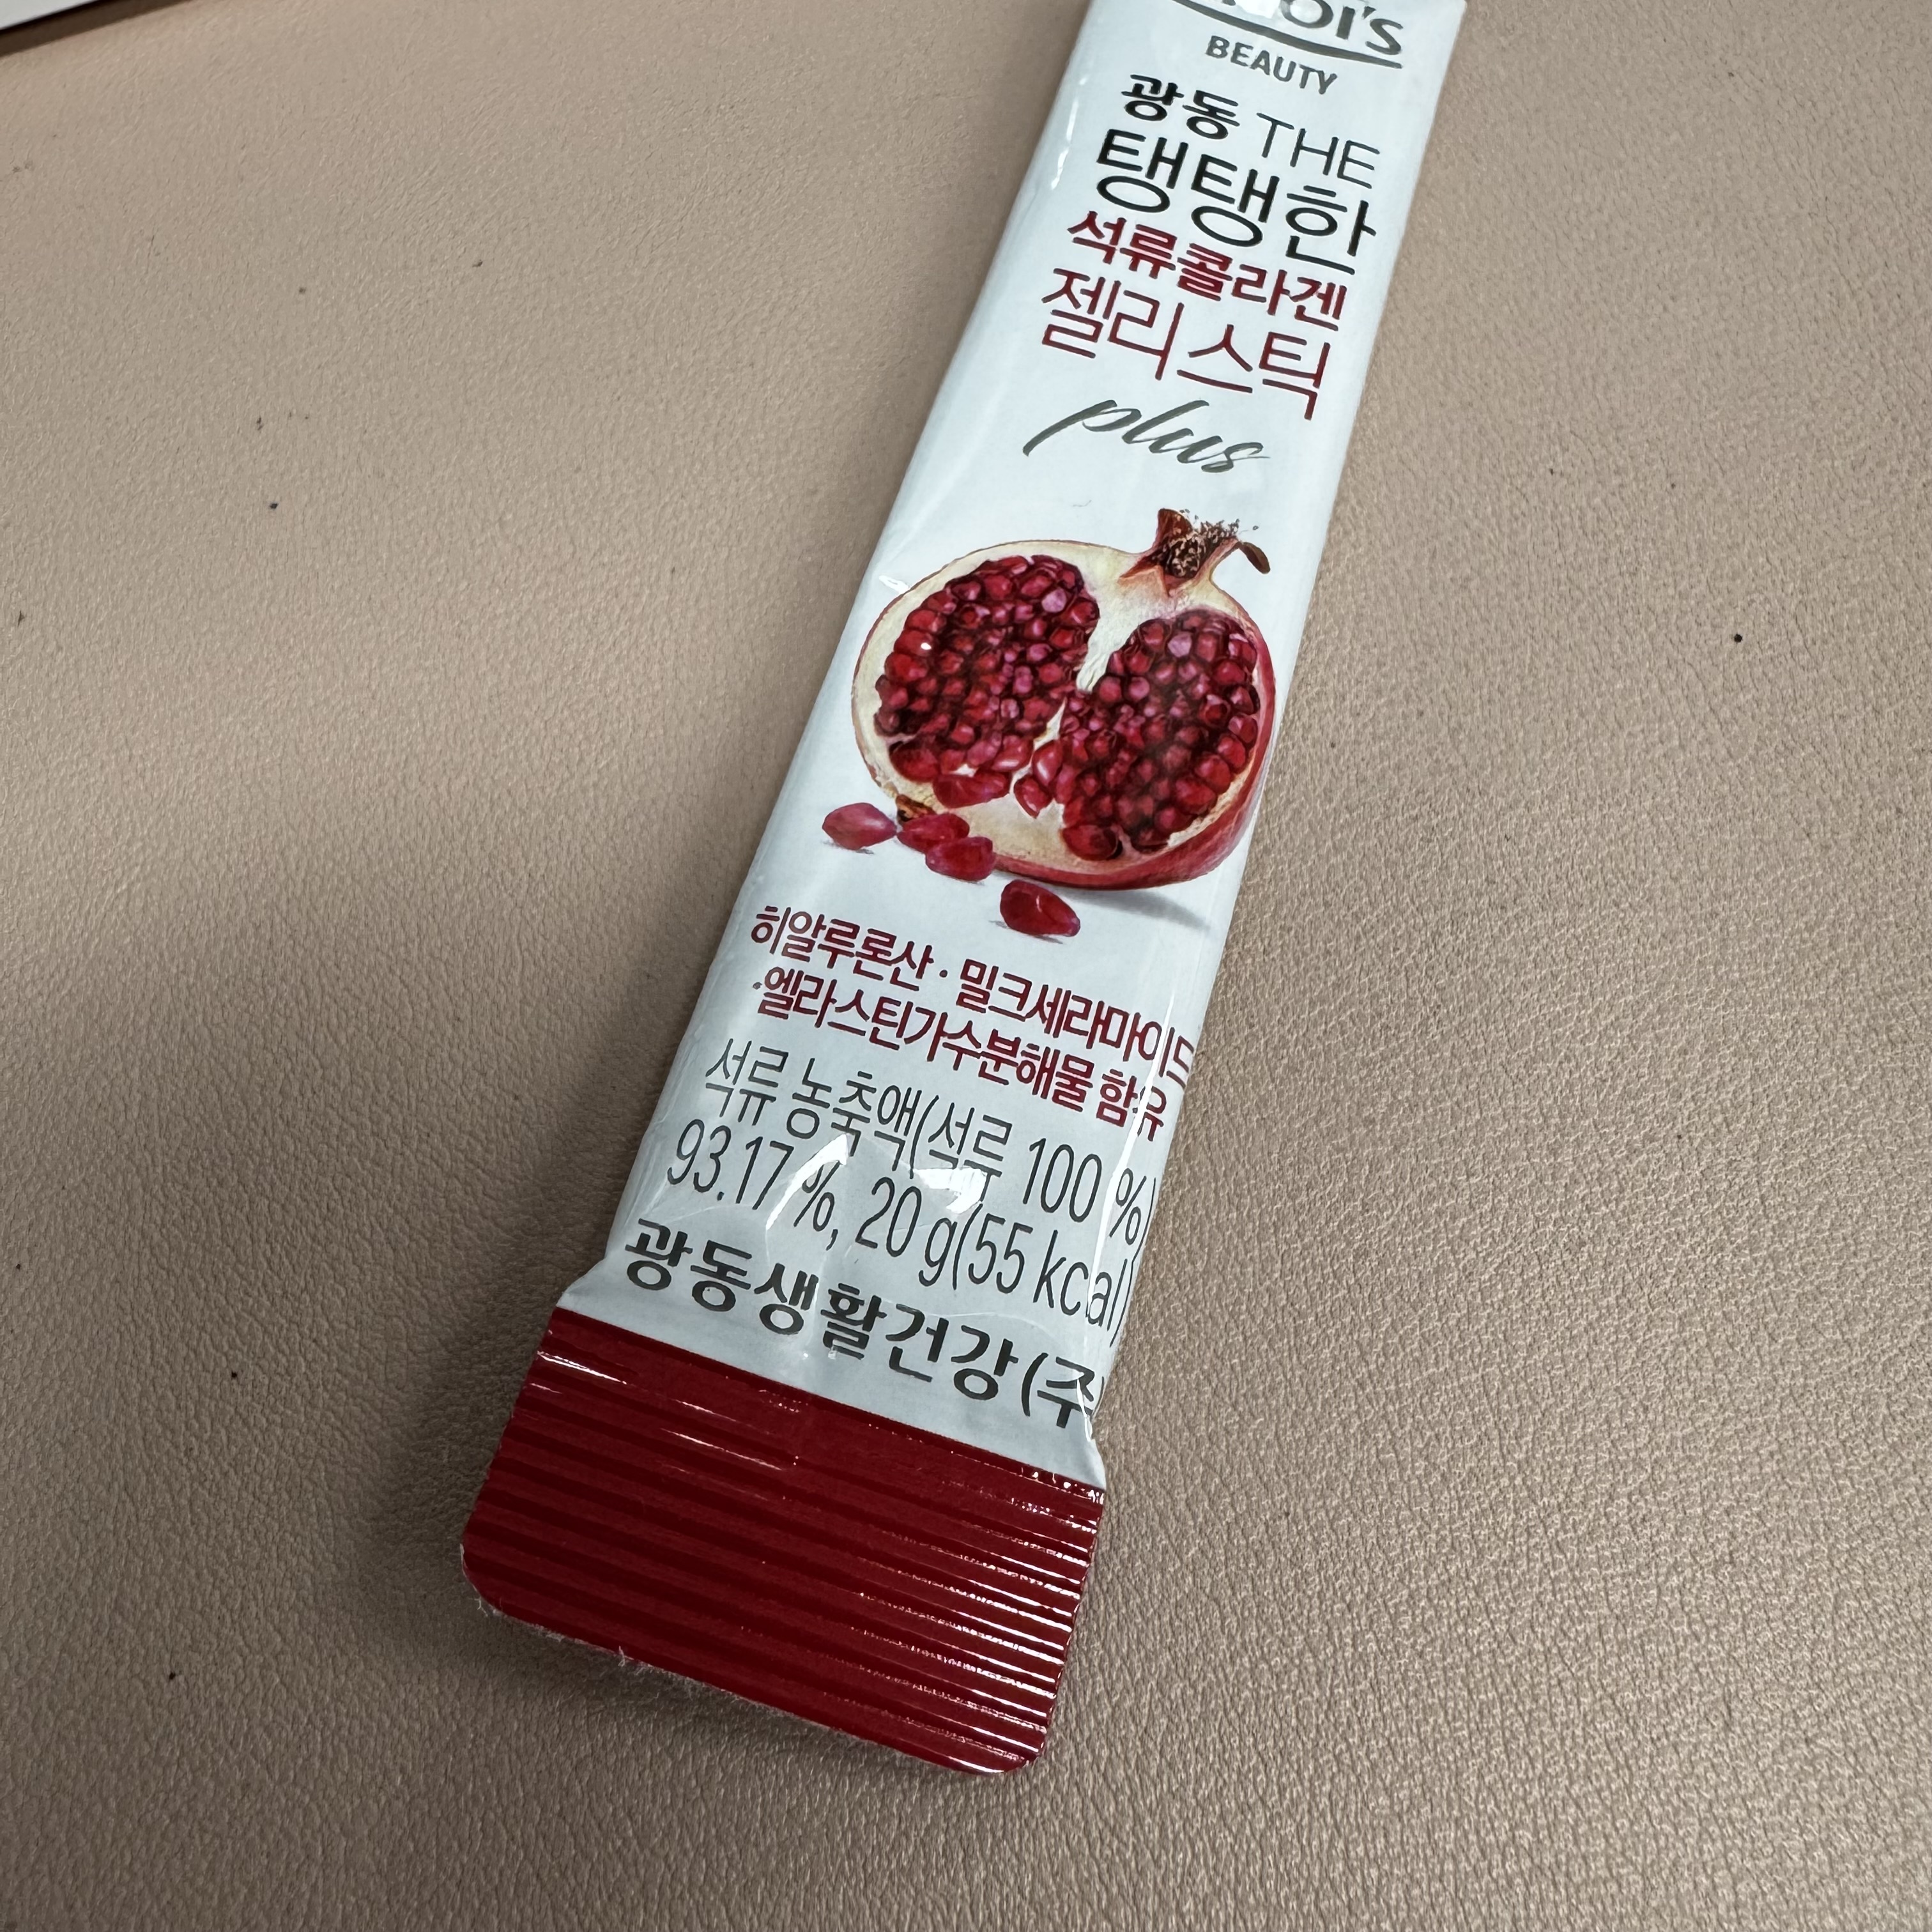 BEAUTY
광동 THE
탱탱한
석류콜라겐
젤리스틱
plus
히알루론산·밀크세라마이드
·엘라스틴가수분해물 함유
석류 농축액(석류 100 %)
93.17 %, 20 g(55 kcal)
광동생활건강(주)